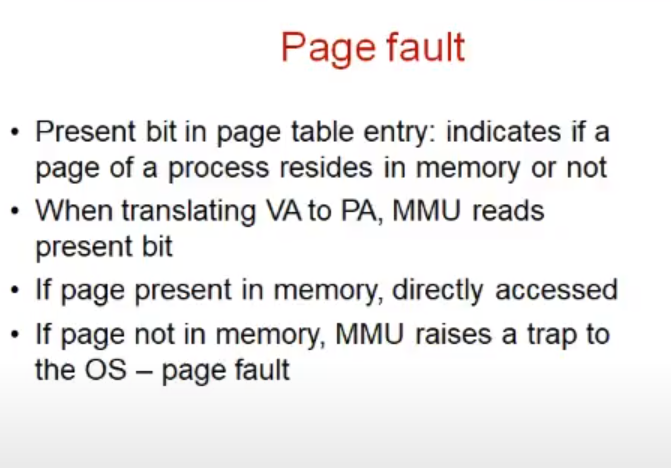 Page fault
• Present bit in page table entry: indicates if a
page of a process resides in memory or not
• When translating VA to PA, MMU reads
present bit
• If page present in memory, directly accessed
• If page not in memory, MMU raises a trap to
the OS – page fault